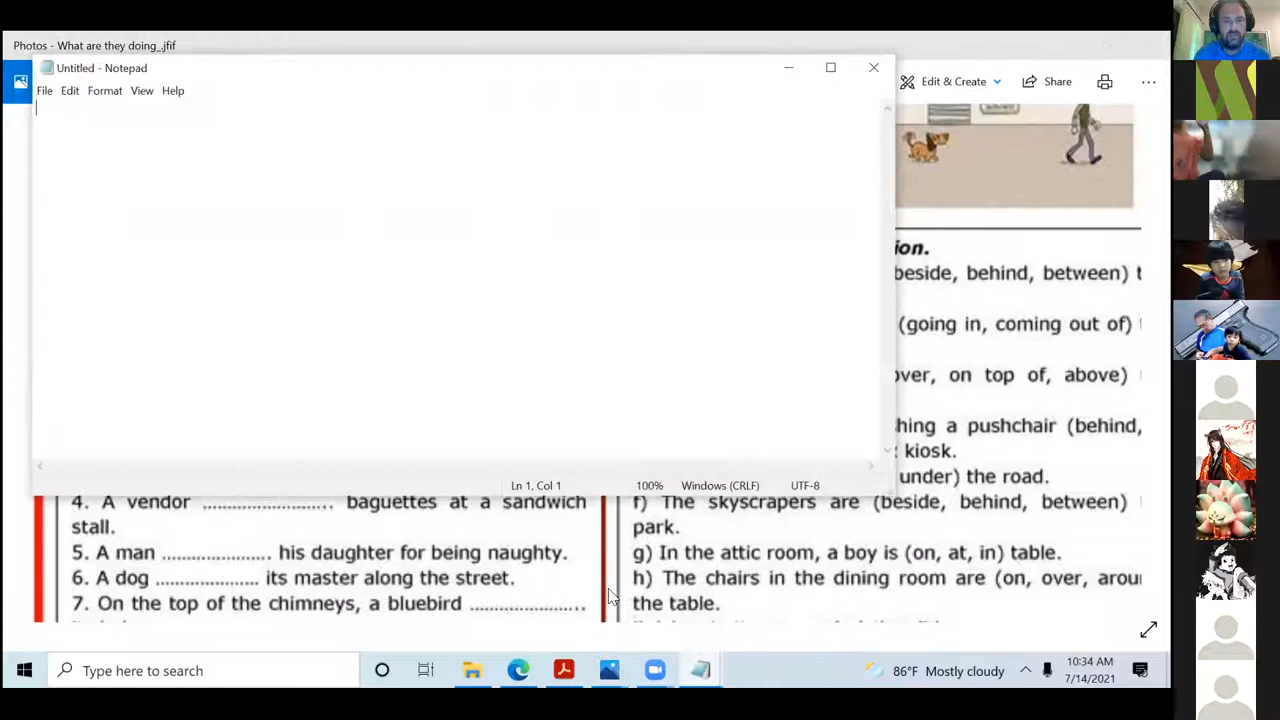 Photos - What are they doing_.jfif
Untitled - Notepad
File Edit Format View Help
Edit & Create
Share
ion.
beside, behind, between) t
(going in, coming out of)
over, on top of, above)
hing a pushchair (behind,
kiosk.
under) the road.
Ln 1, Col 1
100%
Windows (CRLF)
UTF-8
4. A vendor ........................ baguettes at a sandwich
stall.
5. A man ..................... his daughter for being naughty.
6. A dog .................... its master along the street.
7. On the top of the chimneys, a bluebird .......................
f) The skyscrapers are (beside, behind, between)
park.
g) In the attic room, a boy is (on, at, in) table.
h) The chairs in the dining room are (on, over, arou
the table.
Type here to search
86°F Mostly cloudy
10:34 AM
7/14/2021